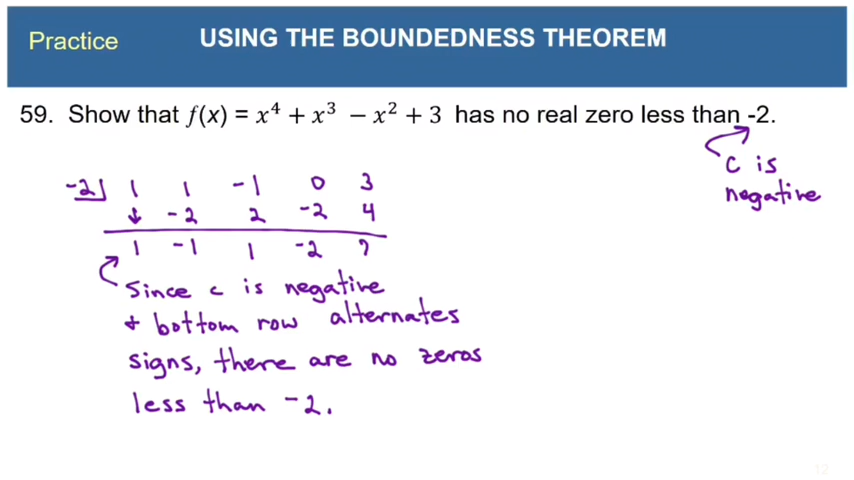 Practice
USING THE BOUNDEDNESS THEOREM
59. Show that f(x) = x⁴ + x³ − x² + 3 has no real zero less than -2.
c is
negative
-2| 1 1 -1 0 3
↓ -2 2 -2 4
1 -1 1 -2 7
Since c is negative
+ bottom row alternates
signs, there are no zeros
less than -2.
12